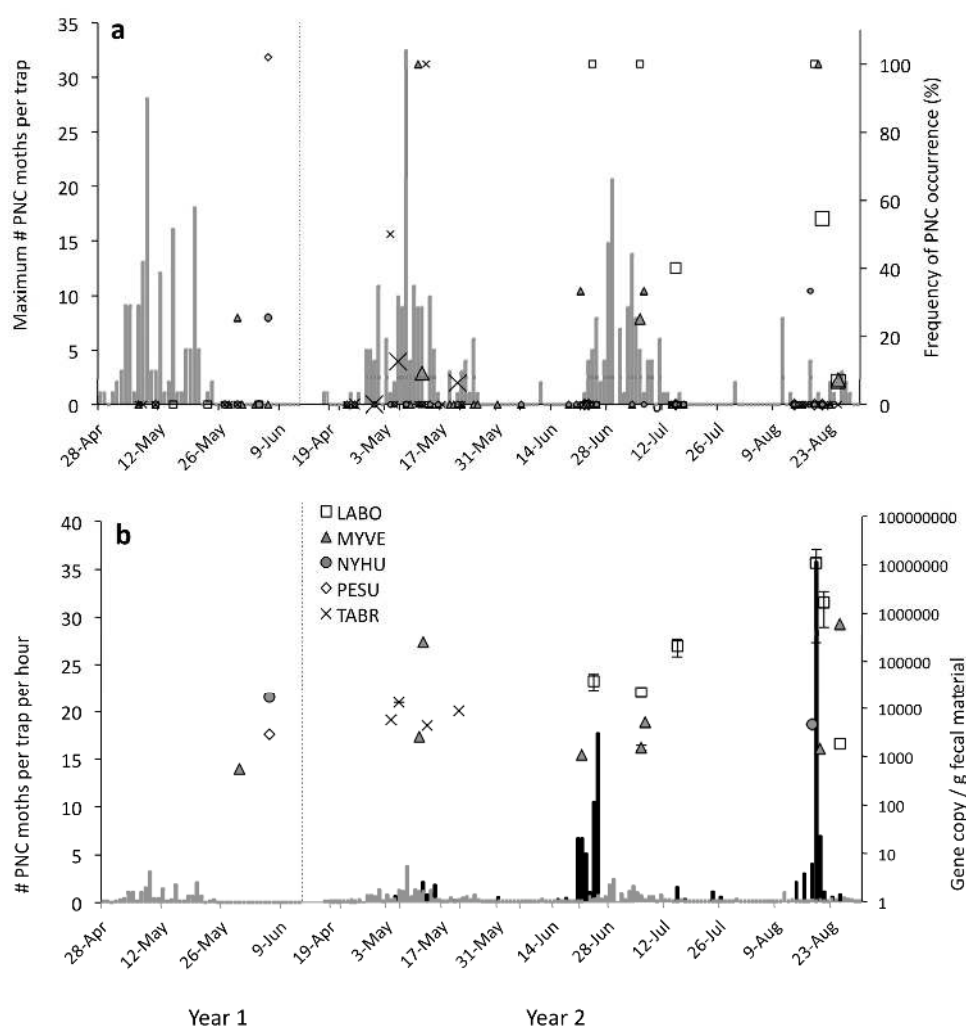 a
35
30
25
20
15
10
5
0
Maximum # PNC moths per trap
100
80
60
40
20
0
Frequency of PNC occurrence (%)
28-Apr
12-May
26-May
9-Jun
19-Apr
3-May
17-May
31-May
14-Jun
28-Jun
12-Jul
26-Jul
9-Aug
23-Aug
b
LABO
MYVE
NYHU
PESU
TABR
40
35
30
25
20
15
10
5
0
# PNC moths per trap per hour
100000000
10000000
1000000
100000
10000
1000
100
10
1
Gene copy / g fecal material
28-Apr
12-May
26-May
9-Jun
19-Apr
3-May
17-May
31-May
14-Jun
28-Jun
12-Jul
26-Jul
9-Aug
23-Aug
Year 1 Year 2